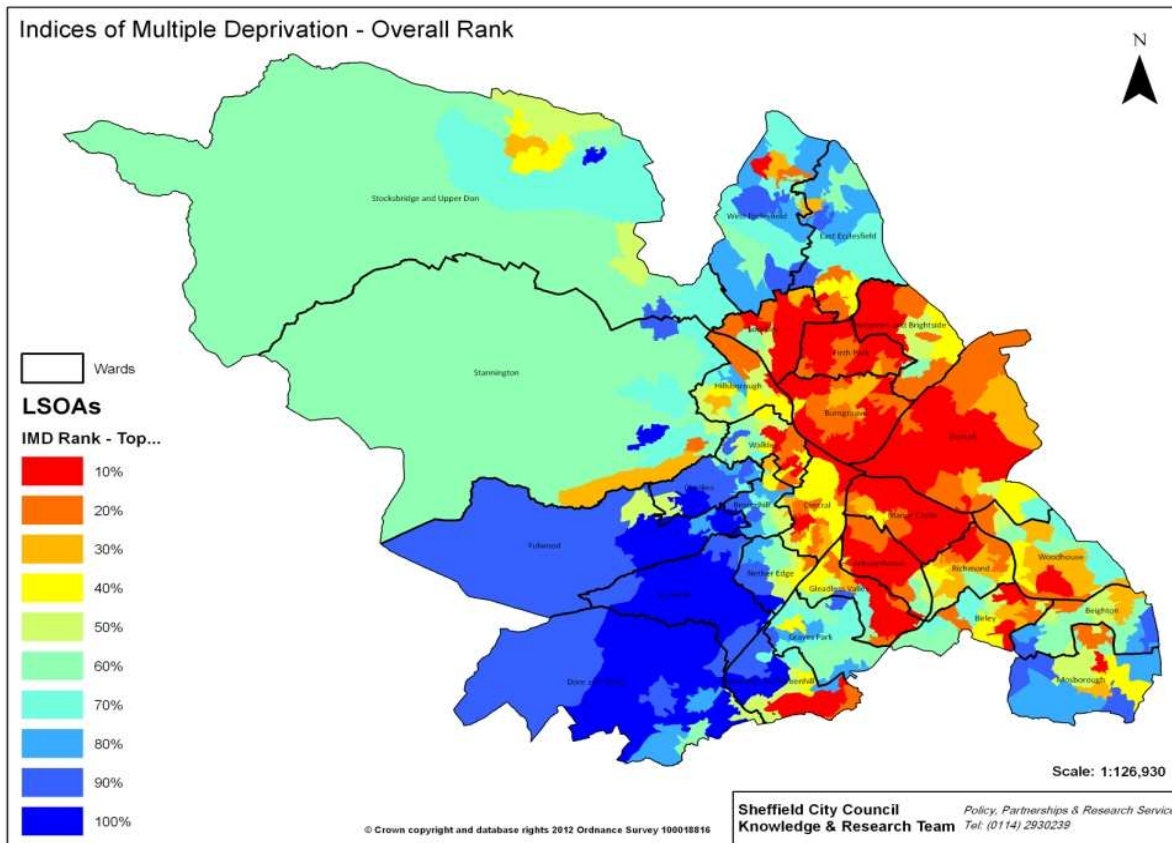 Indices of Multiple Deprivation - Overall Rank
N
Stocksbridge and Upper Don
West Ecclesfield
East Ecclesfield
and Brightside
Firth Park
Stannington
Hillsborough
Burngreave
Walkley
Broomhill
Central
Manor Castle
Fulwood
Richmond
Woodhouse
Nether Edge
Gleadless Valley
Birley
Beighton
Graves Park
Mosborough
Dore and
Wards
LSOAs
IMD Rank - Top...
10%
20%
30%
40%
50%
60%
70%
80%
90%
100%
Scale: 1:126,930
© Crown copyright and database rights 2012 Ordnance Survey 100018816
Sheffield City Council
Knowledge & Research Team
Policy, Partnerships & Research Service
Tel: (0114) 2930239